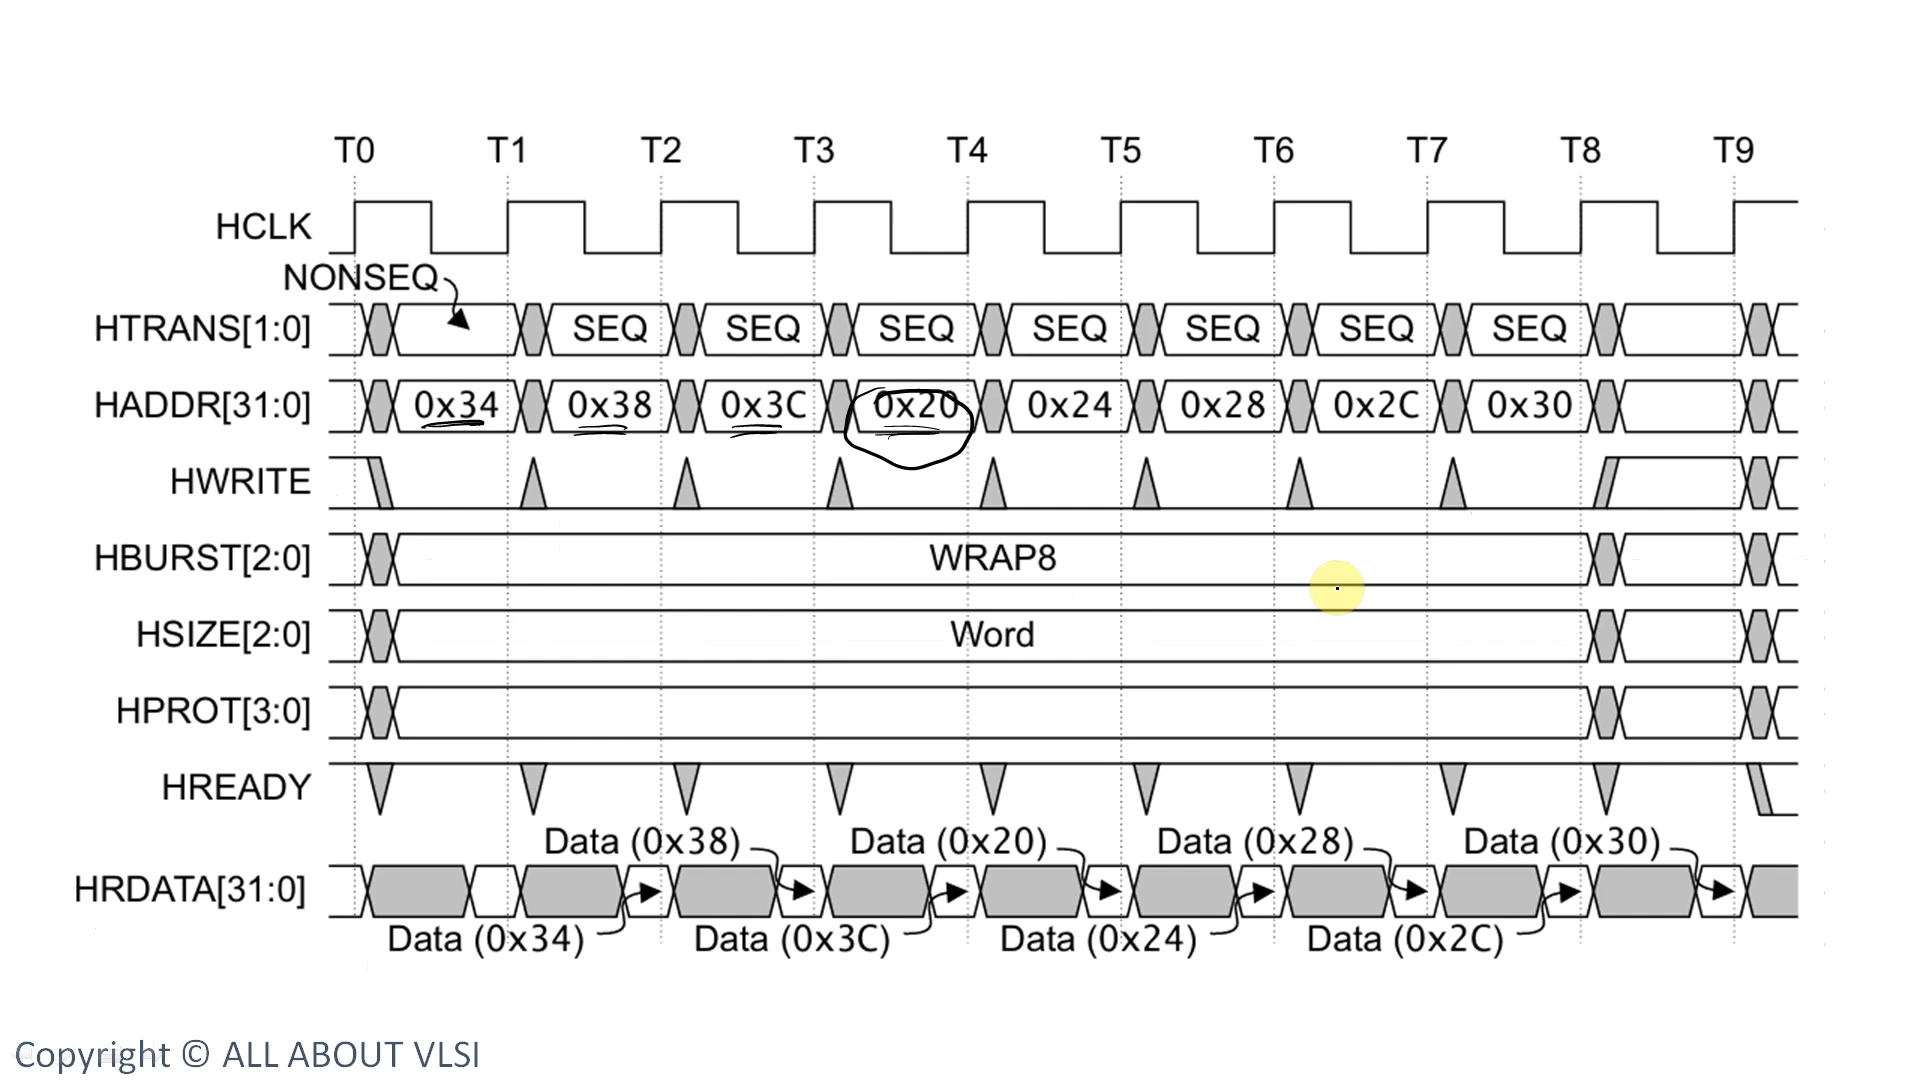 T0 T1 T2 T3 T4 T5 T6 T7 T8 T9
HCLK
NONSEQ
HTRANS[1:0] SEQ SEQ SEQ SEQ SEQ SEQ SEQ
HADDR[31:0] 0x34 0x38 0x3C 0x20 0x24 0x28 0x2C 0x30
HWRITE
HBURST[2:0] WRAP8
HSIZE[2:0] Word
HPROT[3:0]
HREADY
Data (0x38) Data (0x20) Data (0x28) Data (0x30)
HRDATA[31:0]
Data (0x34) Data (0x3C) Data (0x24) Data (0x2C)
Copyright © ALL ABOUT VLSI